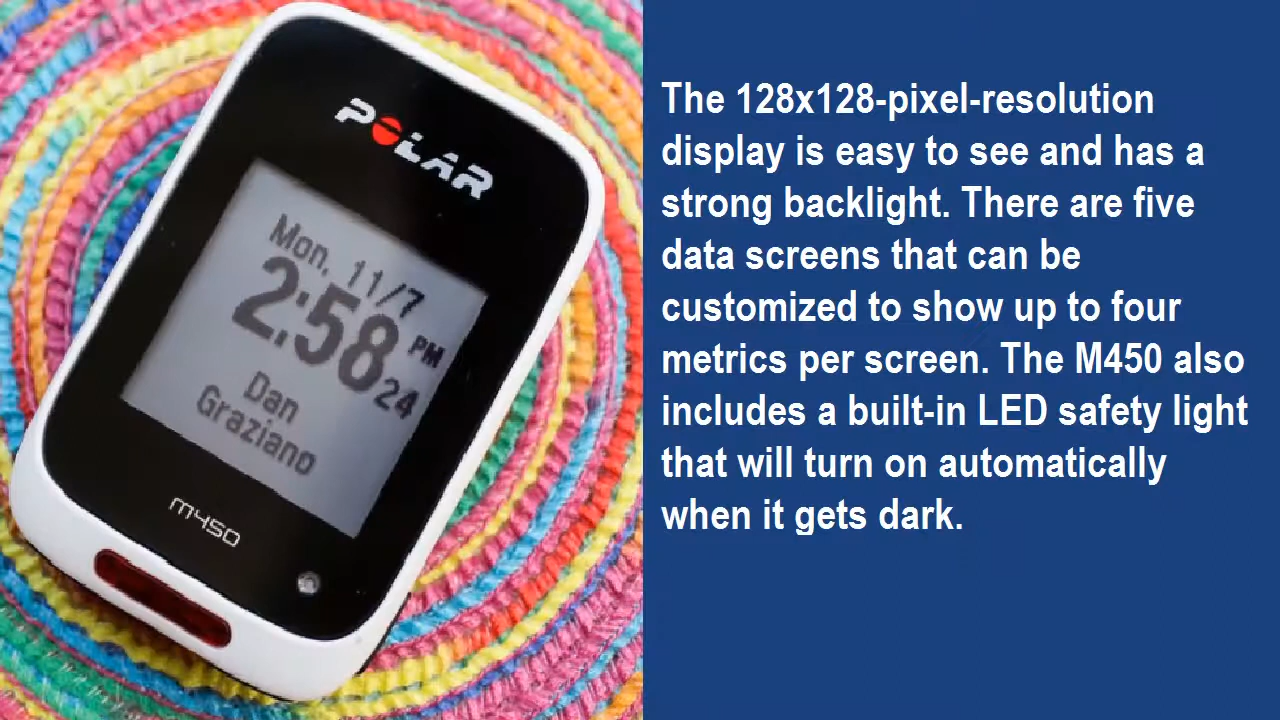 POLAR
Mon, 11/7
2:58 PM
24
Dan
Graziano
M450
The 128x128-pixel-resolution
display is easy to see and has a
strong backlight. There are five
data screens that can be
customized to show up to four
metrics per screen. The M450 also
includes a built-in LED safety light
that will turn on automatically
when it gets dark.